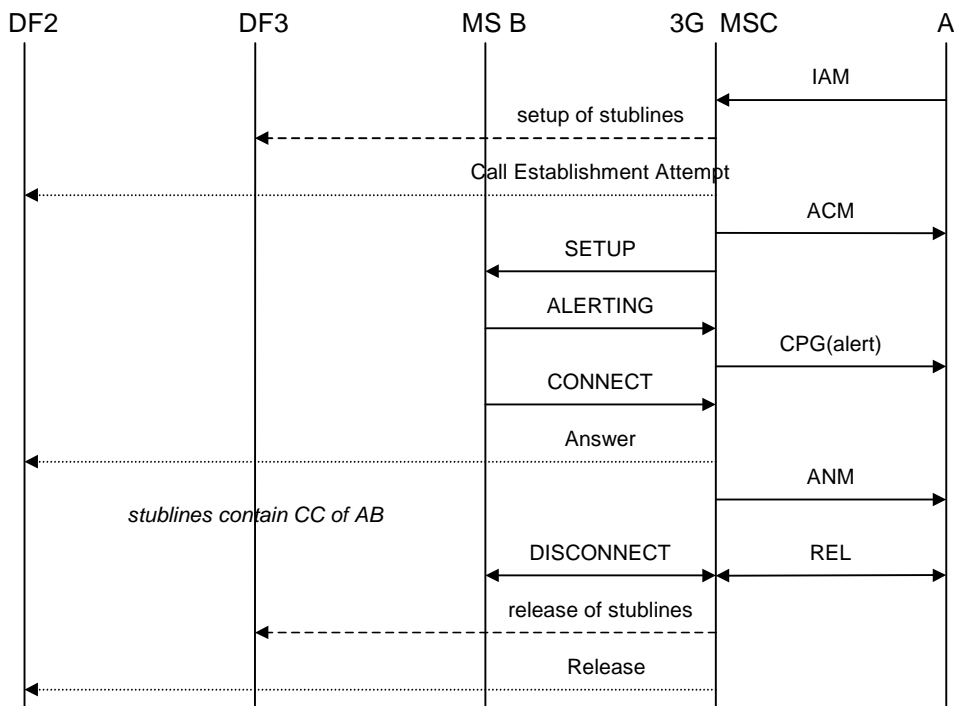 DF2 DF3 MS B 3G MSC A
IAM
setup of stublines
Call Establishment Attempt
ACM
SETUP
ALERTING
CPG(alert)
CONNECT
Answer
ANM
stublines contain CC of AB
DISCONNECT REL
release of stublines
Release